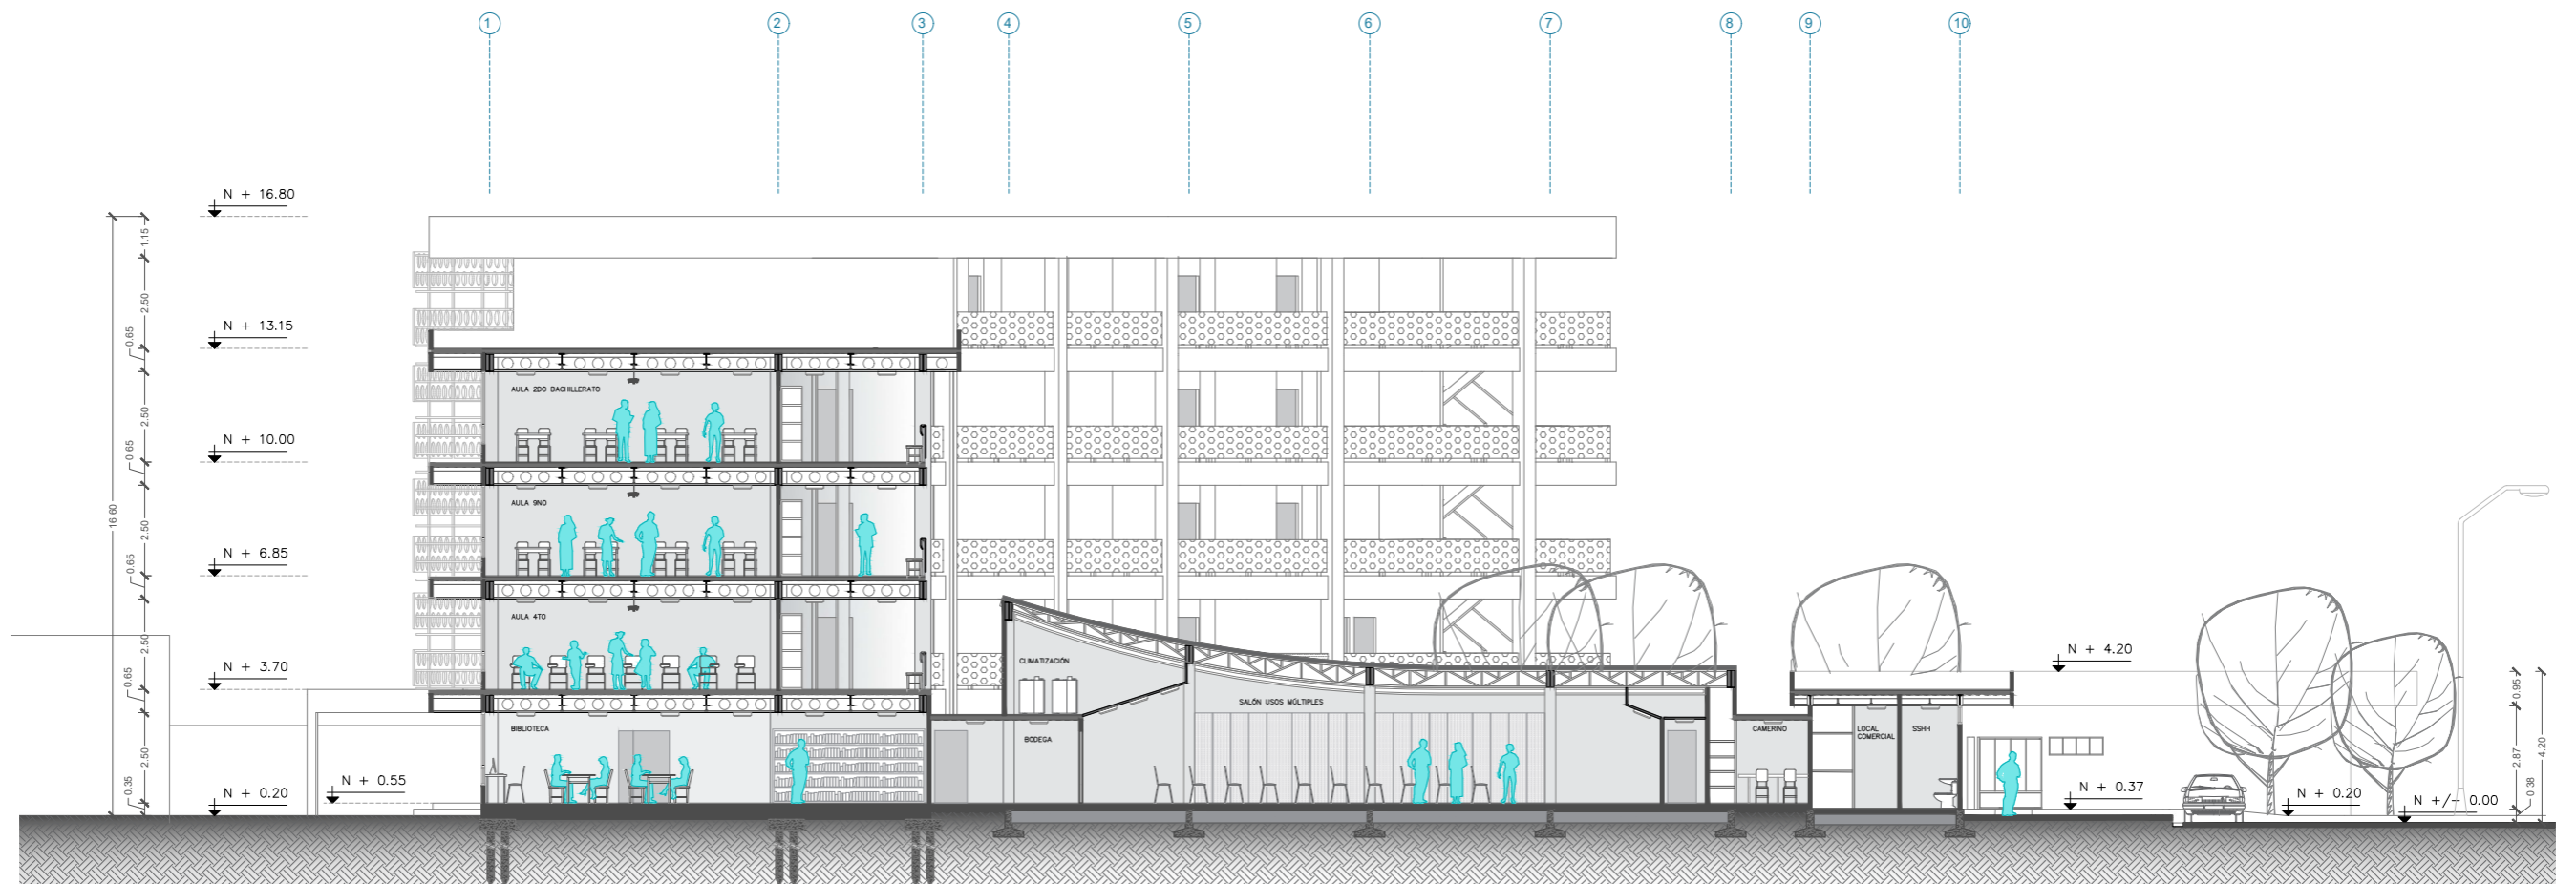 1 2 3 4 5 6 7 8 9 10
N + 16.80
1.15
2.50
N + 13.15
0.65
2.50
N + 10.00
0.65
16.60
2.50
N + 6.85
0.65
2.50
N + 3.70
0.65
2.50
N + 0.55
0.35
N + 0.20
AULA 2DO BACHILLERATO
AULA 9NO
AULA 4TO
BIBLIOTECA
CLIMATIZACIÓN
BODEGA
SALÓN USOS MÚLTIPLES
CAMERINO
LOCAL
COMERCIAL
SSHH
N + 4.20
0.95
2.87
4.20
0.38
N + 0.37
N + 0.20
N +/- 0.00